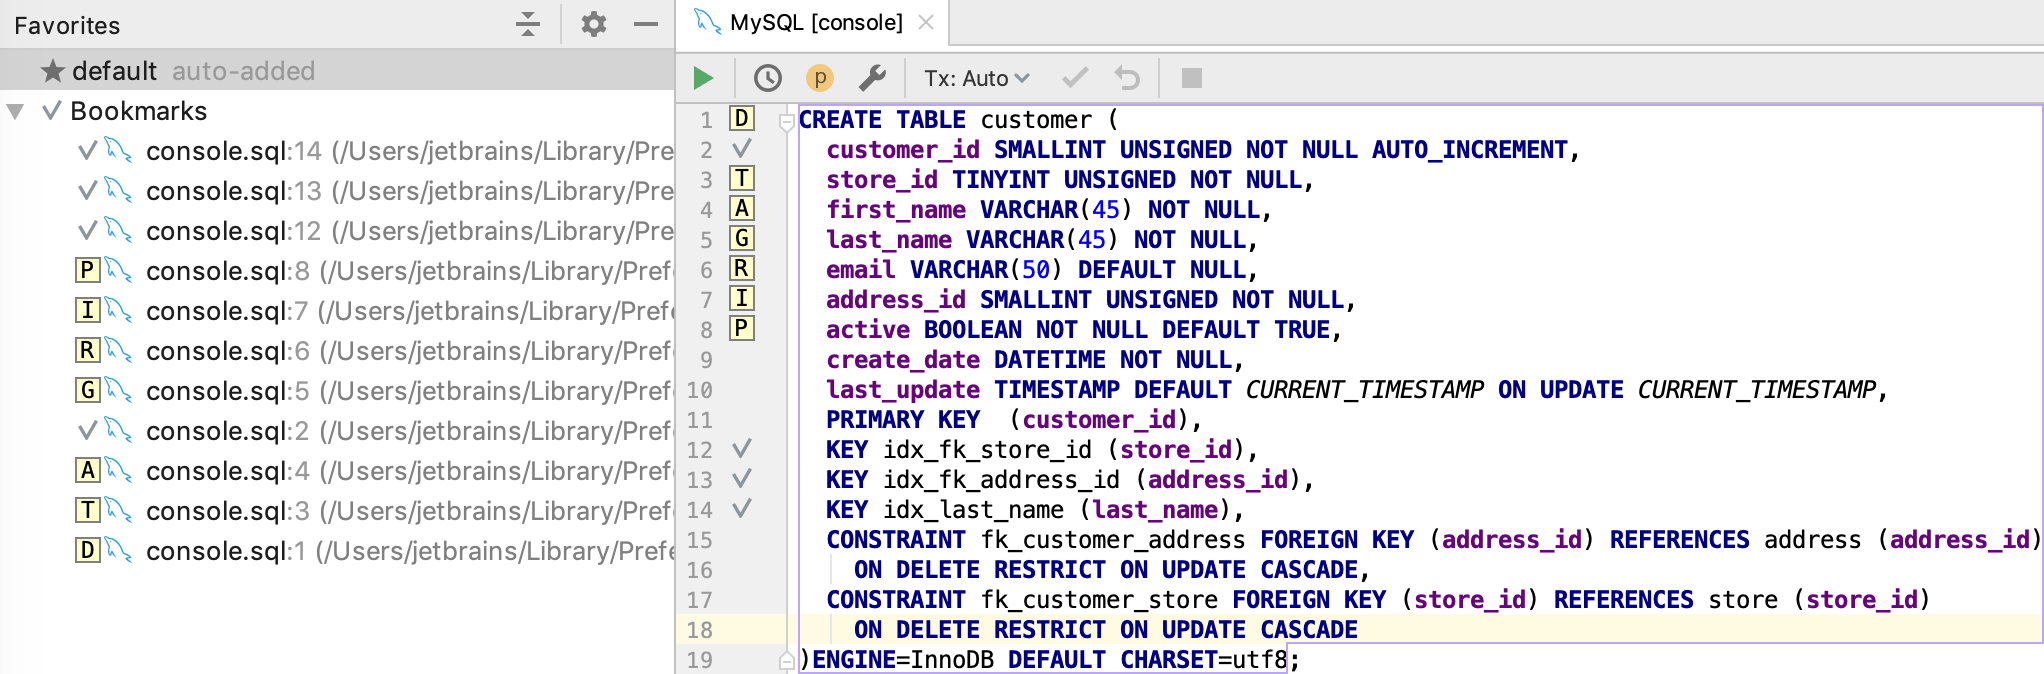 Favorites
default auto-added
Bookmarks
console.sql:14 (/Users/jetbrains/Library/Pre
console.sql:13 (/Users/jetbrains/Library/Pre
console.sql:12 (/Users/jetbrains/Library/Pre
P console.sql:8 (/Users/jetbrains/Library/Pref
I console.sql:7 (/Users/jetbrains/Library/Pref
R console.sql:6 (/Users/jetbrains/Library/Pref
G console.sql:5 (/Users/jetbrains/Library/Pref
console.sql:2 (/Users/jetbrains/Library/Pref
A console.sql:4 (/Users/jetbrains/Library/Pref
T console.sql:3 (/Users/jetbrains/Library/Pref
D console.sql:1 (/Users/jetbrains/Library/Prefe
MySQL [console]
p Tx: Auto
1 D CREATE TABLE customer (
2 customer_id SMALLINT UNSIGNED NOT NULL AUTO_INCREMENT,
3 T store_id TINYINT UNSIGNED NOT NULL,
4 A first_name VARCHAR(45) NOT NULL,
5 G last_name VARCHAR(45) NOT NULL,
6 R email VARCHAR(50) DEFAULT NULL,
7 I address_id SMALLINT UNSIGNED NOT NULL,
8 P active BOOLEAN NOT NULL DEFAULT TRUE,
9 create_date DATETIME NOT NULL,
10 last_update TIMESTAMP DEFAULT CURRENT_TIMESTAMP ON UPDATE CURRENT_TIMESTAMP,
11 PRIMARY KEY  (customer_id),
12 KEY idx_fk_store_id (store_id),
13 KEY idx_fk_address_id (address_id),
14 KEY idx_last_name (last_name),
15 CONSTRAINT fk_customer_address FOREIGN KEY (address_id) REFERENCES address (address_id)
16 ON DELETE RESTRICT ON UPDATE CASCADE,
17 CONSTRAINT fk_customer_store FOREIGN KEY (store_id) REFERENCES store (store_id)
18 ON DELETE RESTRICT ON UPDATE CASCADE
19 )ENGINE=InnoDB DEFAULT CHARSET=utf8;